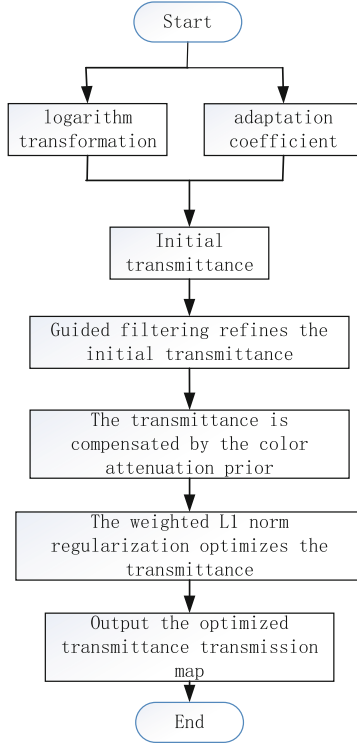 Start
logarithm
transformation
adaptation
coefficient
Initial
transmittance
Guided filtering refines the
initial transmittance
The transmittance is
compensated by the color
attenuation prior
The weighted L1 norm
regularization optimizes the
transmittance
Output the optimized
transmittance transmission
map
End